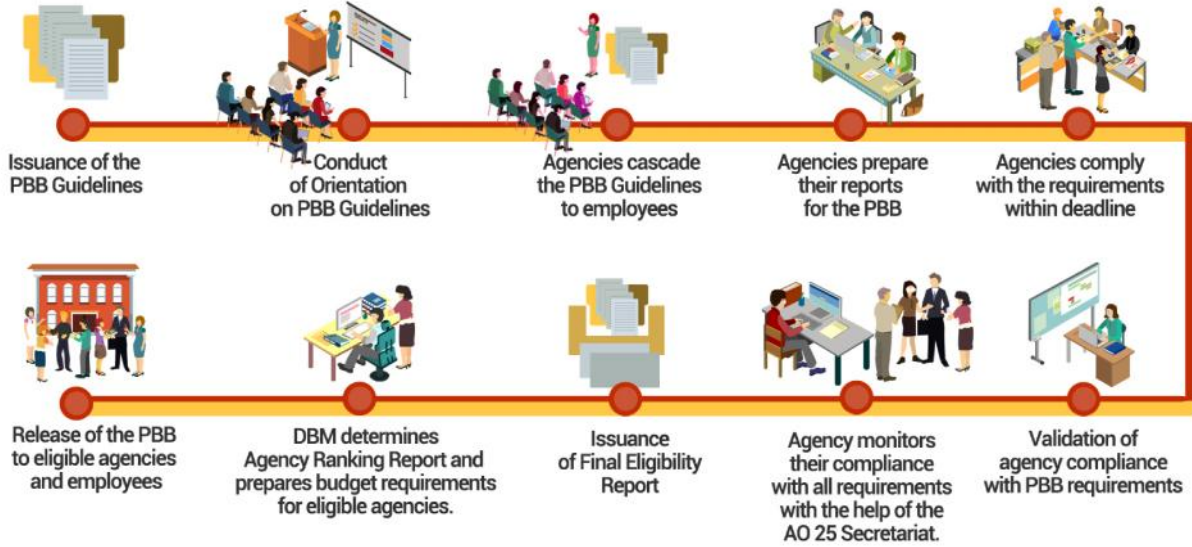 Issuance of the
PBB Guidelines
Conduct
of Orientation
on PBB Guidelines
Agencies cascade
the PBB Guidelines
to employees
Agencies prepare
their reports
for the PBB
Agencies comply
with the requirements
within deadline
Release of the PBB
to eligible agencies
and employees
DBM determines
Agency Ranking Report and
prepares budget requirements
for eligible agencies.
Issuance
of Final Eligibility
Report
Agency monitors
their compliance
with all requirements
with the help of the
AO 25 Secretariat.
Validation of
agency compliance
with PBB requirements